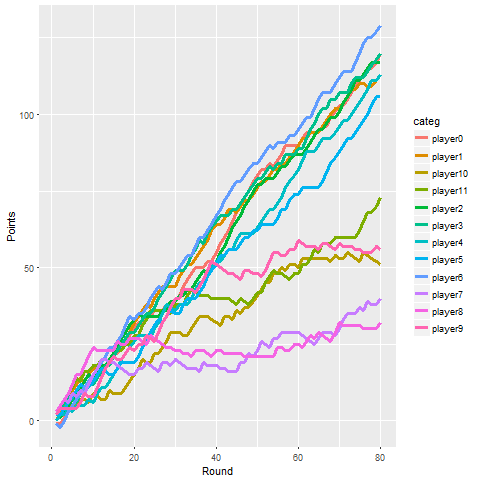 100
50
0
Points
0
20
40
60
80
Round
categ
player0
player1
player10
player11
player2
player3
player4
player5
player6
player7
player8
player9